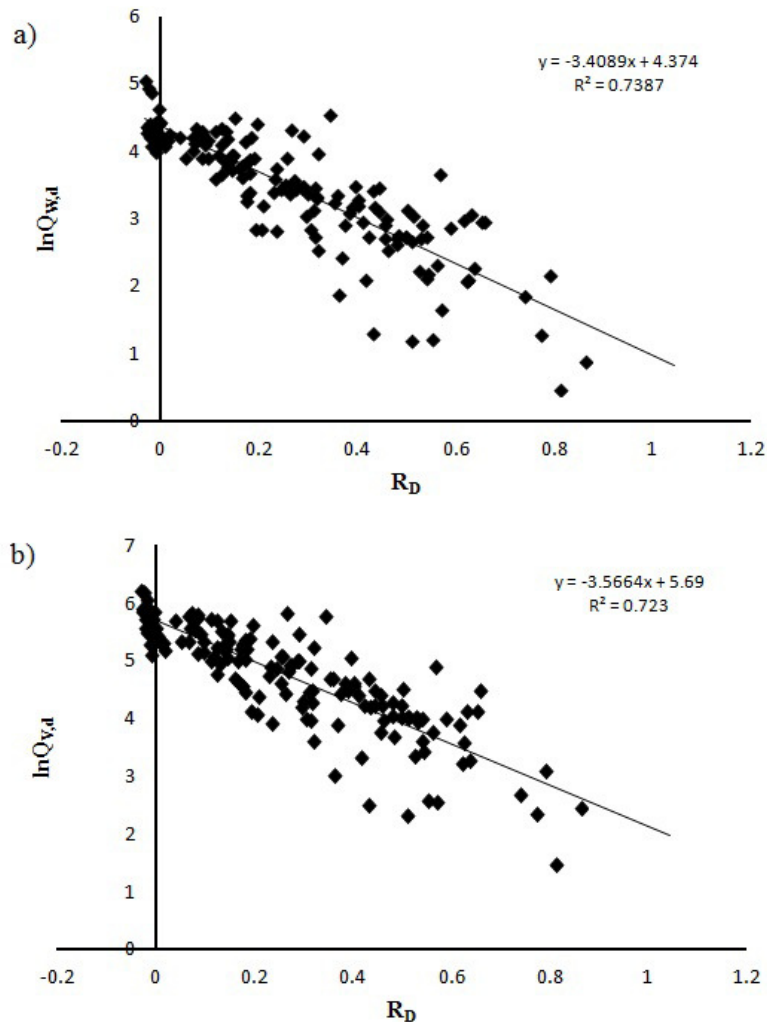 a)
y = -3.4089x + 4.374
R² = 0.7387
6
5
4
3
2
1
0
lnQW,d
-0.2 0 0.2 0.4 0.6 0.8 1 1.2
RD
b)
y = -3.5664x + 5.69
R² = 0.723
7
6
5
4
3
2
1
0
lnQV,d
-0.2 0 0.2 0.4 0.6 0.8 1 1.2
RD